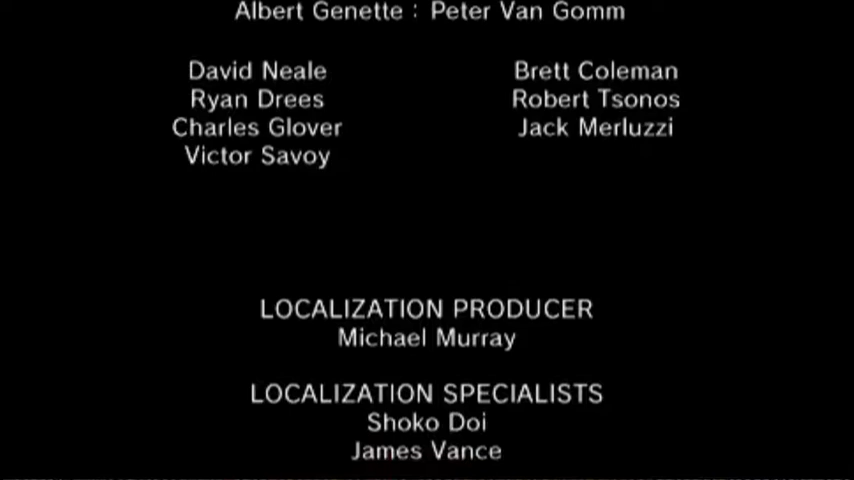 Albert Genette : Peter Van Gomm
David Neale Brett Coleman
Ryan Drees Robert Tsonos
Charles Glover Jack Merluzzi
Victor Savoy
LOCALIZATION PRODUCER
Michael Murray
LOCALIZATION SPECIALISTS
Shoko Doi
James Vance